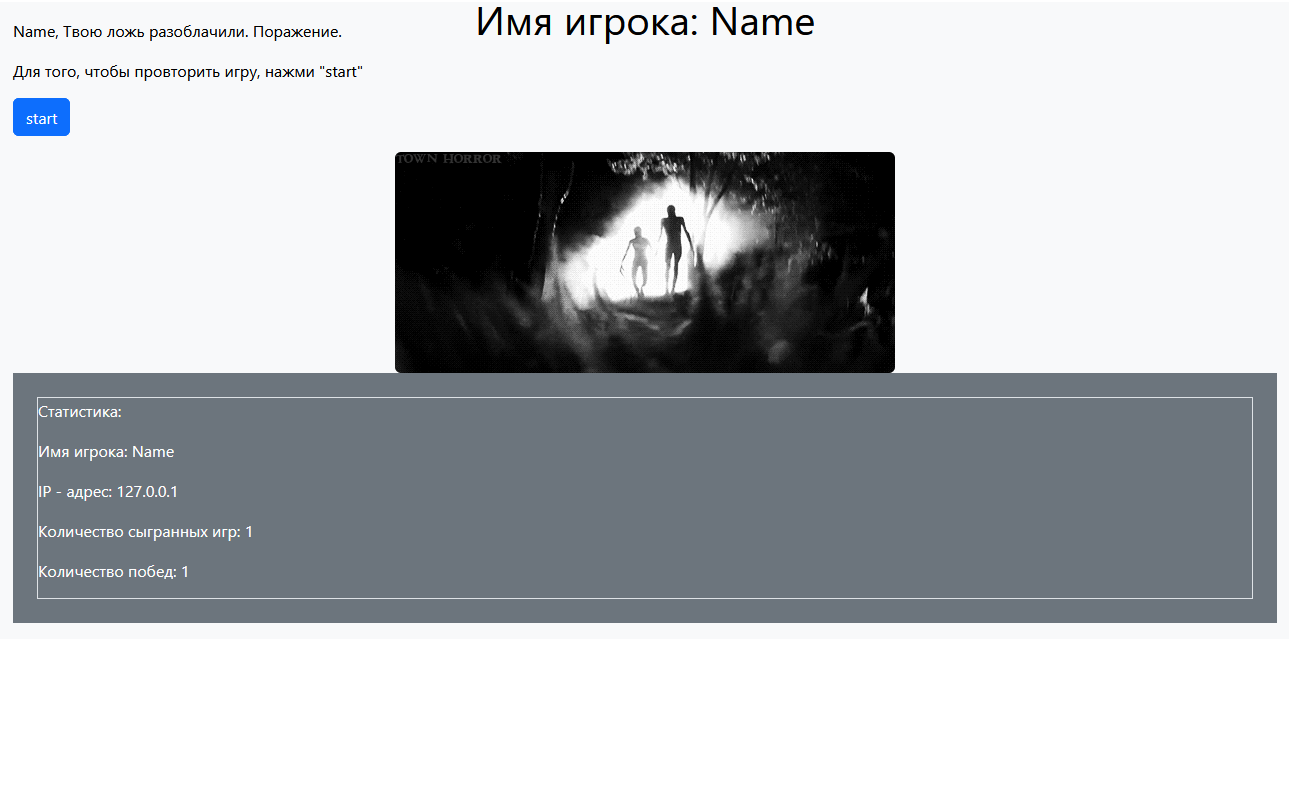 Имя игрока: Name
Name, Твою ложь разоблачили. Поражение.
Для того, чтобы провторить игру, нажми "start"
start
TOWN HORROR
Статистика:
Имя игрока: Name
IP - адрес: 127.0.0.1
Количество сыгранных игр: 1
Количество побед: 1